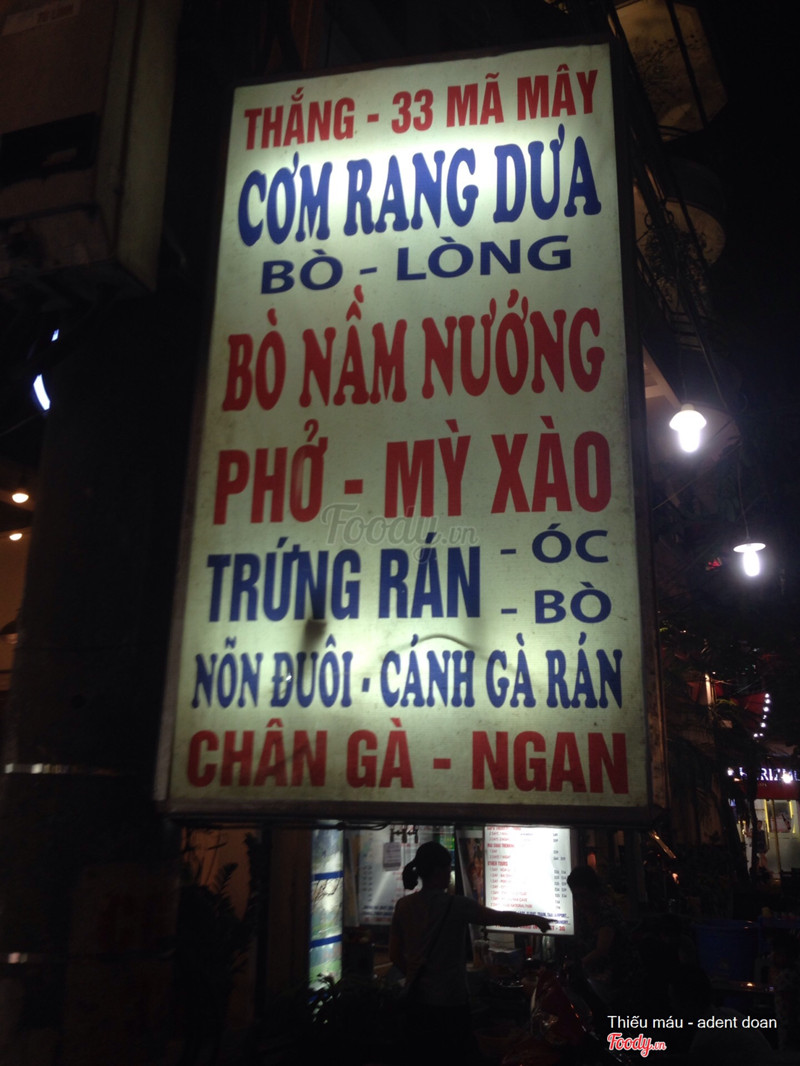 THẮNG - 33 MÃ MÂY
CƠM RANG DƯA
BÒ - LÒNG
BÒ NẦM NƯỚNG
PHỞ - MỲ XÀO
Foody.vn
TRỨNG RÁN - ÓC
- BÒ
NÕN ĐUÔI - CÁNH GÀ RÁN
CHÂN GÀ - NGAN
Thiếu máu - adent doan
Foody.vn